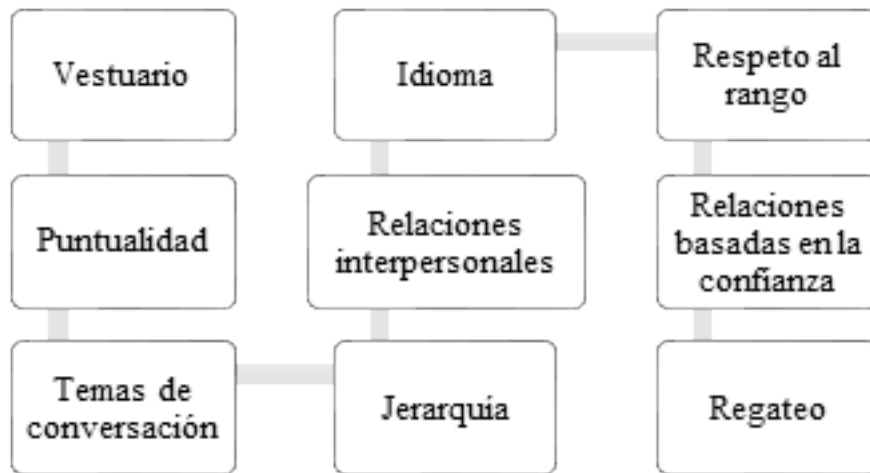 Vestuario
Puntualidad
Temas de
conversación
Jerarquía
Relaciones
interpersonales
Idioma
Respeto al
rango
Relaciones
basadas en la
confianza
Regateo